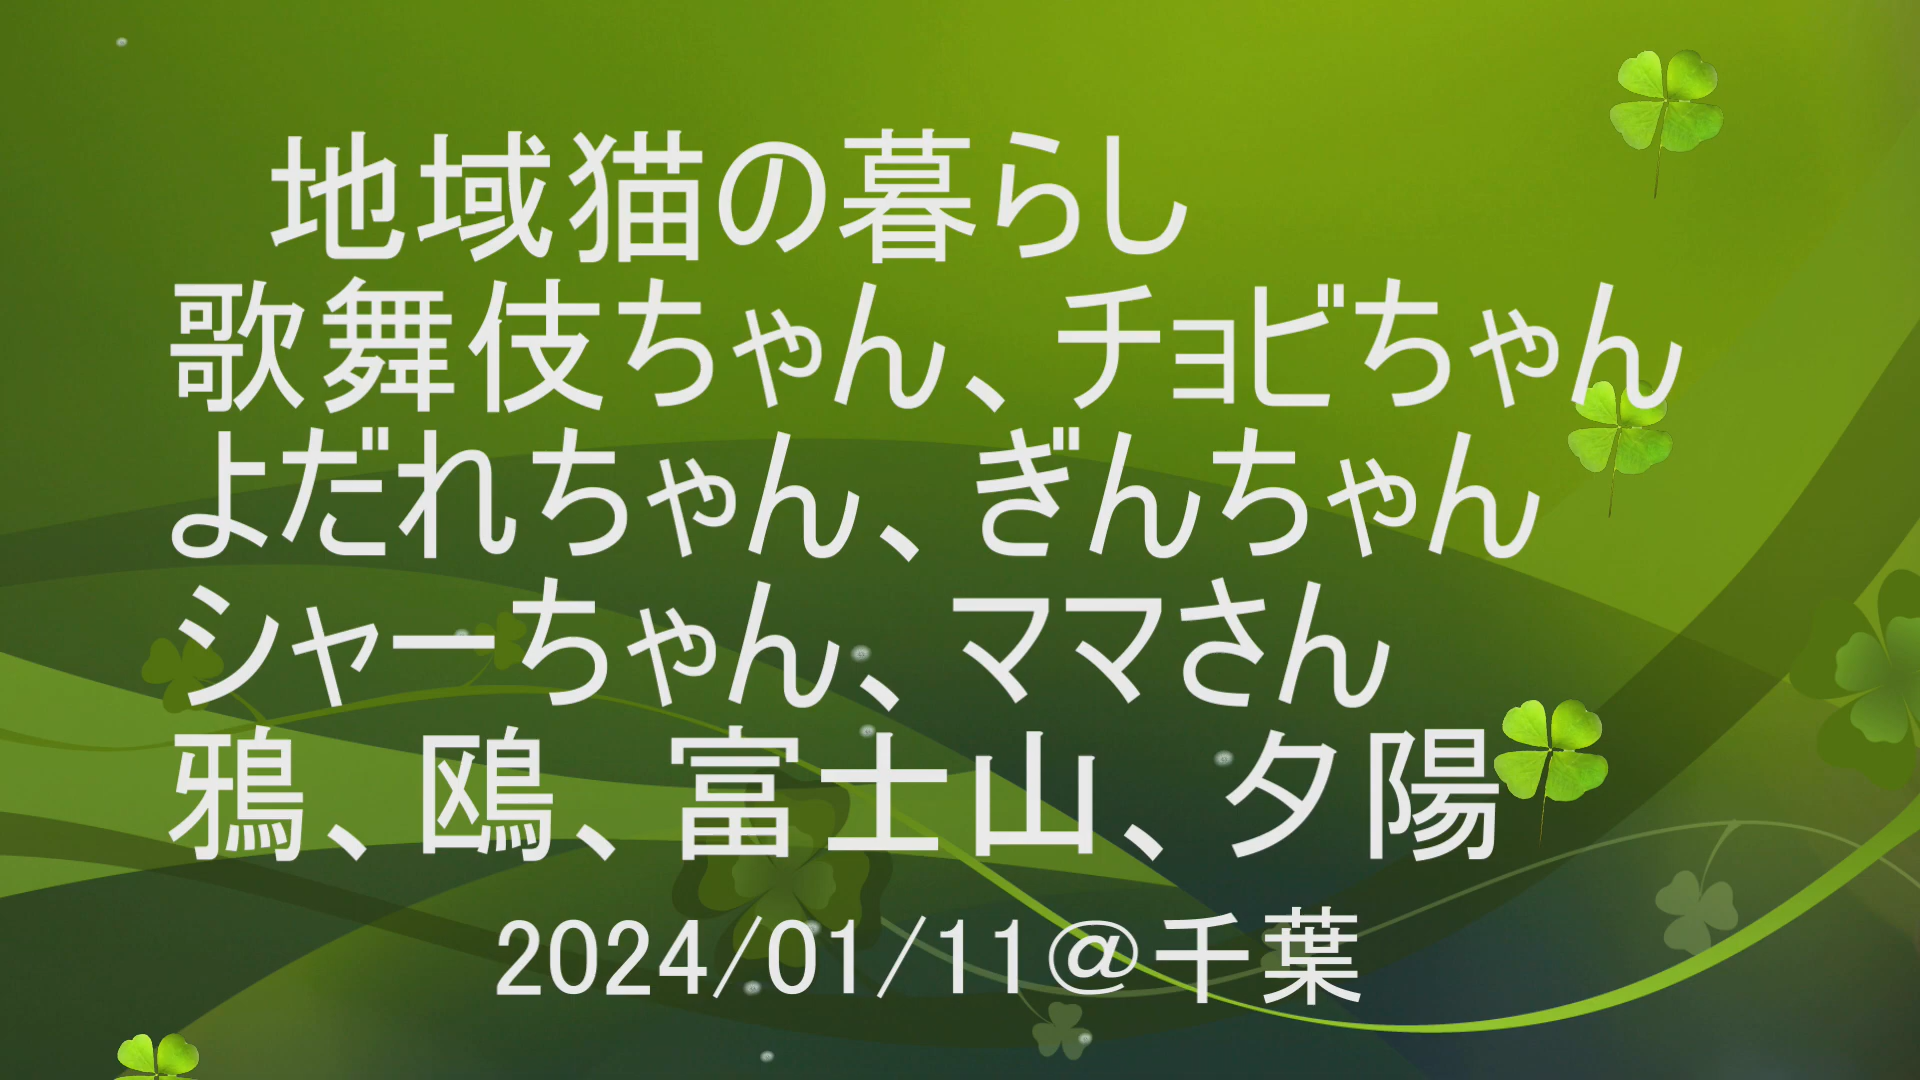 地域猫の暮らし
歌舞伎ちゃん、チョビちゃん
よだれちゃん、ぎんちゃん
シャーちゃん、ママさん
鴉、鴎、富士山、夕陽
2024/01/11@千葉